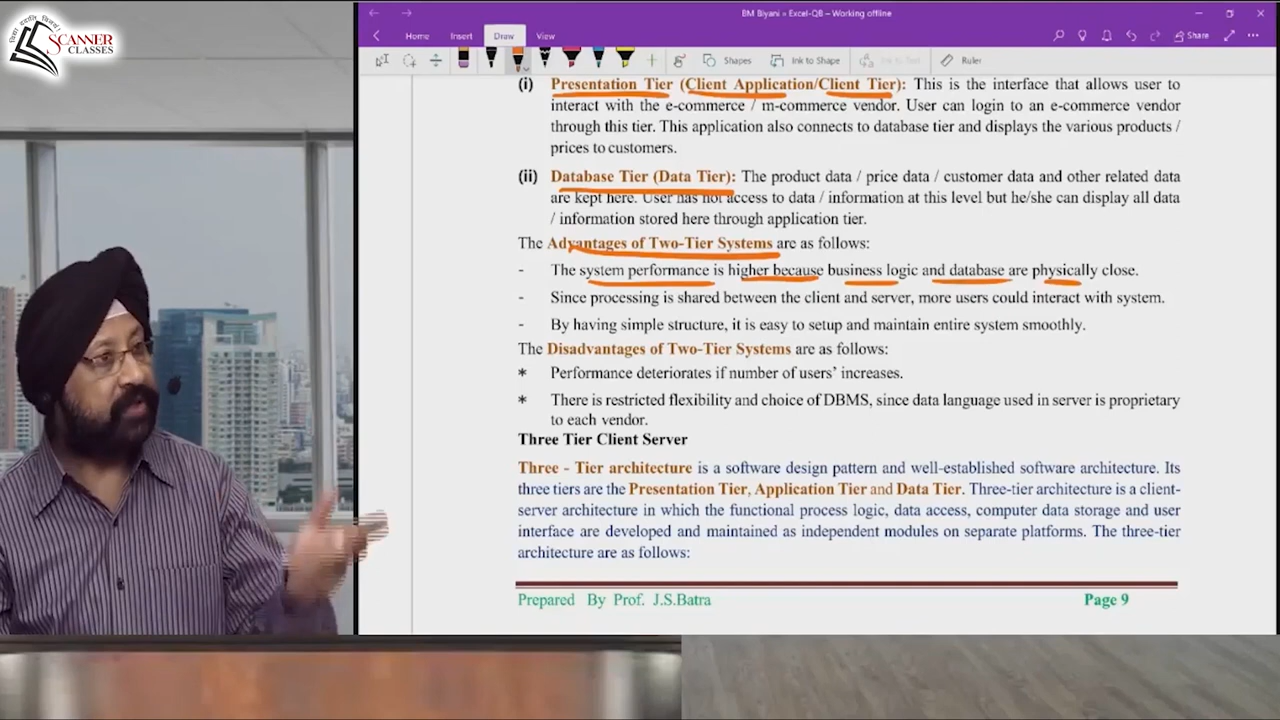 SCANNER
CLASSES
BM Biyani » Excel-QB – Working offline
Home Insert Draw View
Share
Shapes Ink to Shape Ruler
(i) Presentation Tier (Client Application/Client Tier): This is the interface that allows user to
interact with the e-commerce / m-commerce vendor. User can login to an e-commerce vendor
through this tier. This application also connects to database tier and displays the various products /
prices to customers.
(ii) Database Tier (Data Tier): The product data / price data / customer data and other related data
are kept here. User has not access to data / information at this level but he/she can display all data
/ information stored here through application tier.
The Advantages of Two-Tier Systems are as follows:
- The system performance is higher because business logic and database are physically close.
- Since processing is shared between the client and server, more users could interact with system.
- By having simple structure, it is easy to setup and maintain entire system smoothly.
The Disadvantages of Two-Tier Systems are as follows:
* Performance deteriorates if number of users’ increases.
* There is restricted flexibility and choice of DBMS, since data language used in server is proprietary
to each vendor.
Three Tier Client Server
Three - Tier architecture is a software design pattern and well-established software architecture. Its
three tiers are the Presentation Tier, Application Tier and Data Tier. Three-tier architecture is a client-
server architecture in which the functional process logic, data access, computer data storage and user
interface are developed and maintained as independent modules on separate platforms. The three-tier
architecture are as follows:
Prepared By Prof. J.S.Batra Page 9